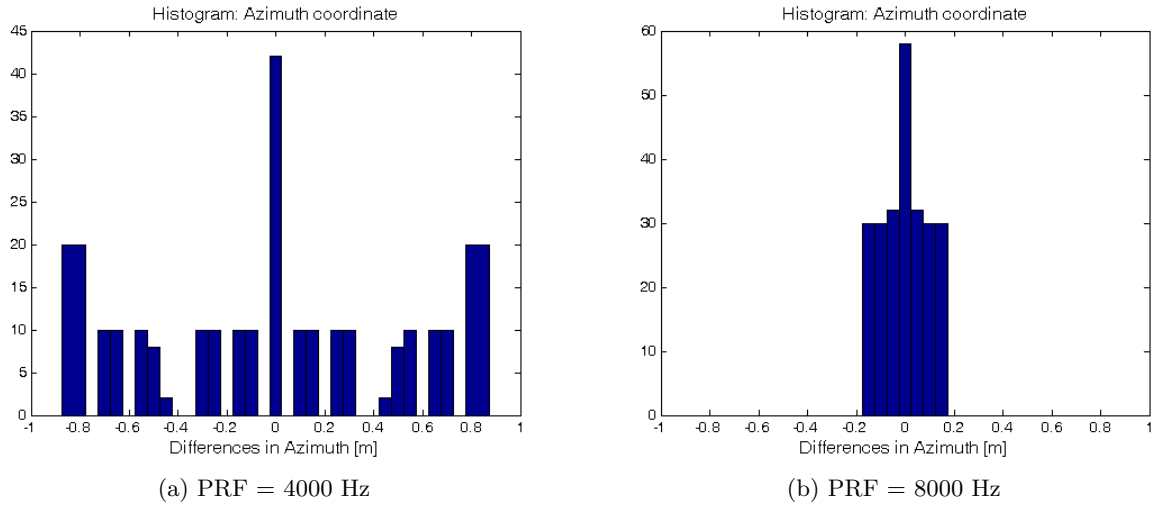 Histogram: Azimuth coordinate
45
40
35
30
25
20
15
10
5
0
-1 -0.8 -0.6 -0.4 -0.2 0 0.2 0.4 0.6 0.8 1
Differences in Azimuth [m]
(a) PRF = 4000 Hz
Histogram: Azimuth coordinate
60
50
40
30
20
10
0
-1 -0.8 -0.6 -0.4 -0.2 0 0.2 0.4 0.6 0.8 1
Differences in Azimuth [m]
(b) PRF = 8000 Hz